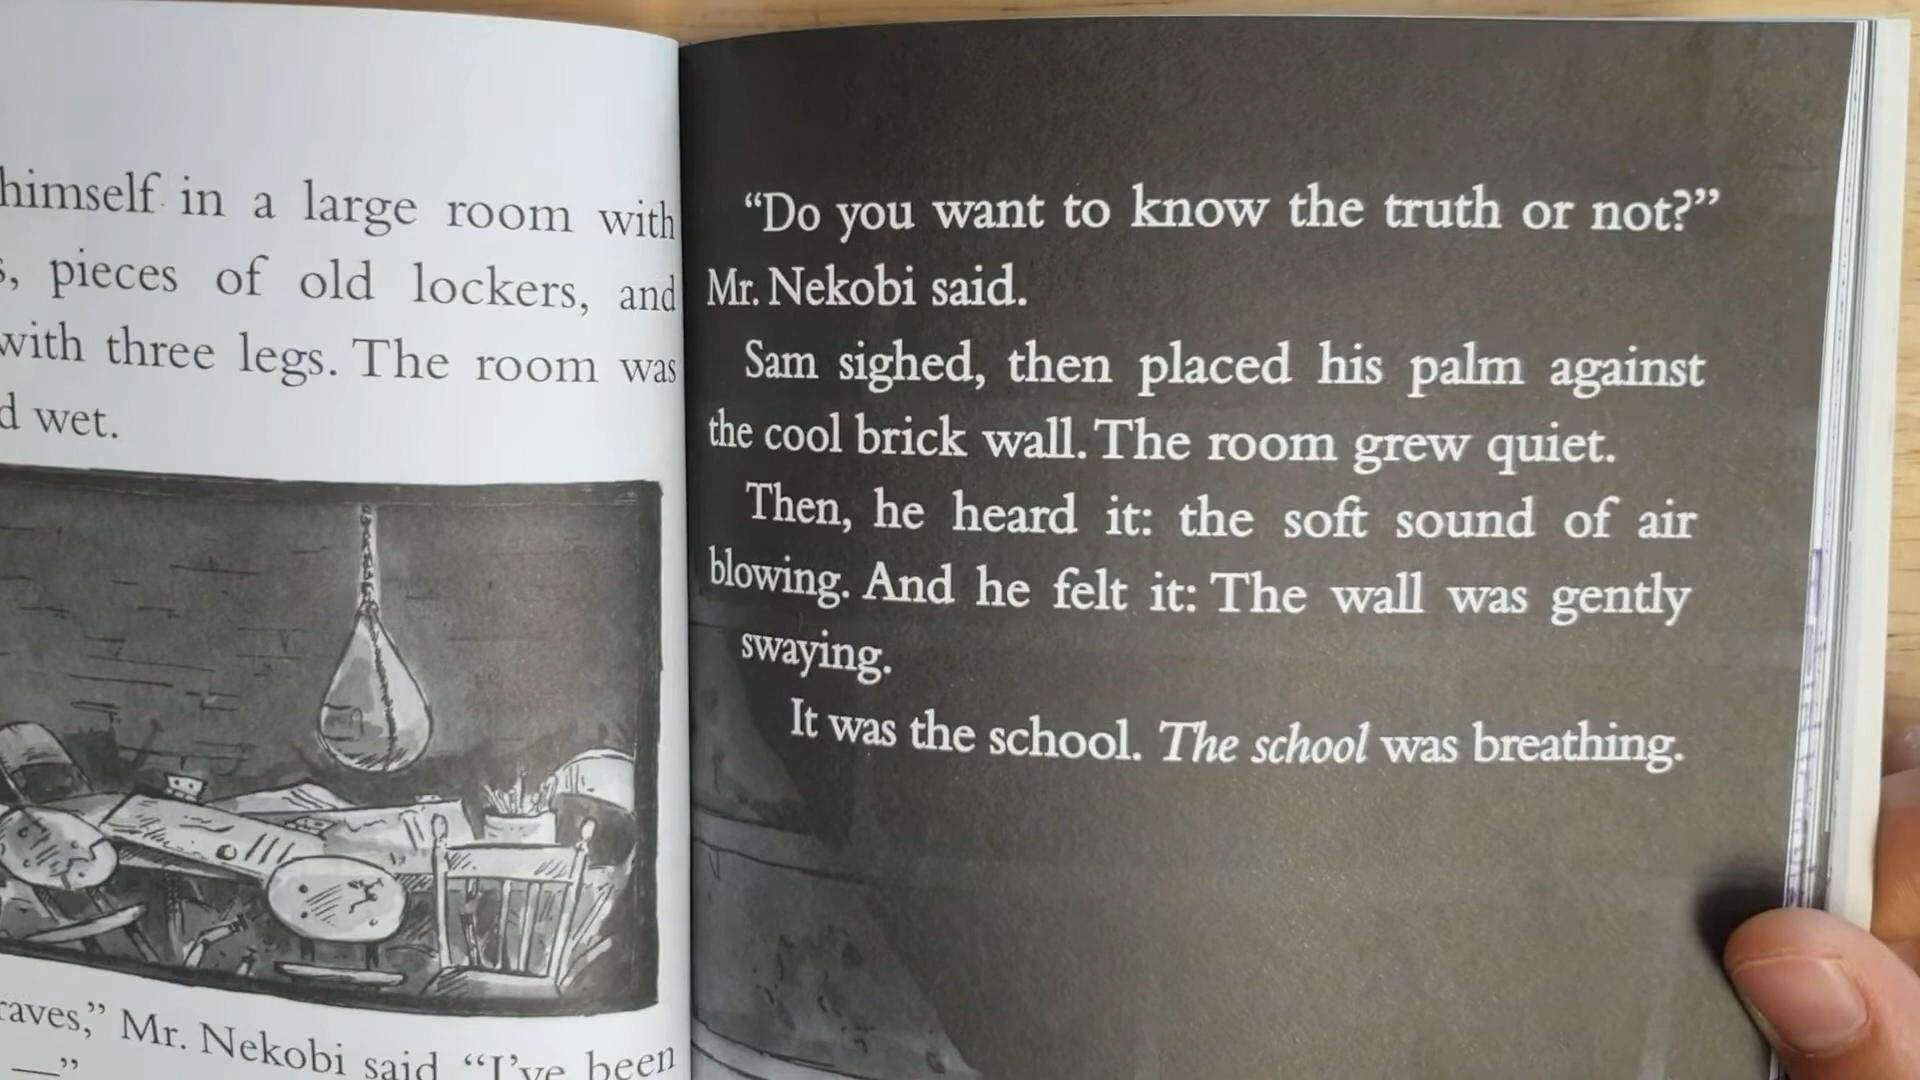 himself in a large room with
, pieces of old lockers, and
with three legs. The room was
wet.
Mr. Nekobi said “I’ve been
—”
“Do you want to know the truth or not?”
Mr. Nekobi said.
Sam sighed, then placed his palm against
the cool brick wall. The room grew quiet.
Then, he heard it: the soft sound of air
blowing. And he felt it: The wall was gently
swaying.
It was the school. The school was breathing.